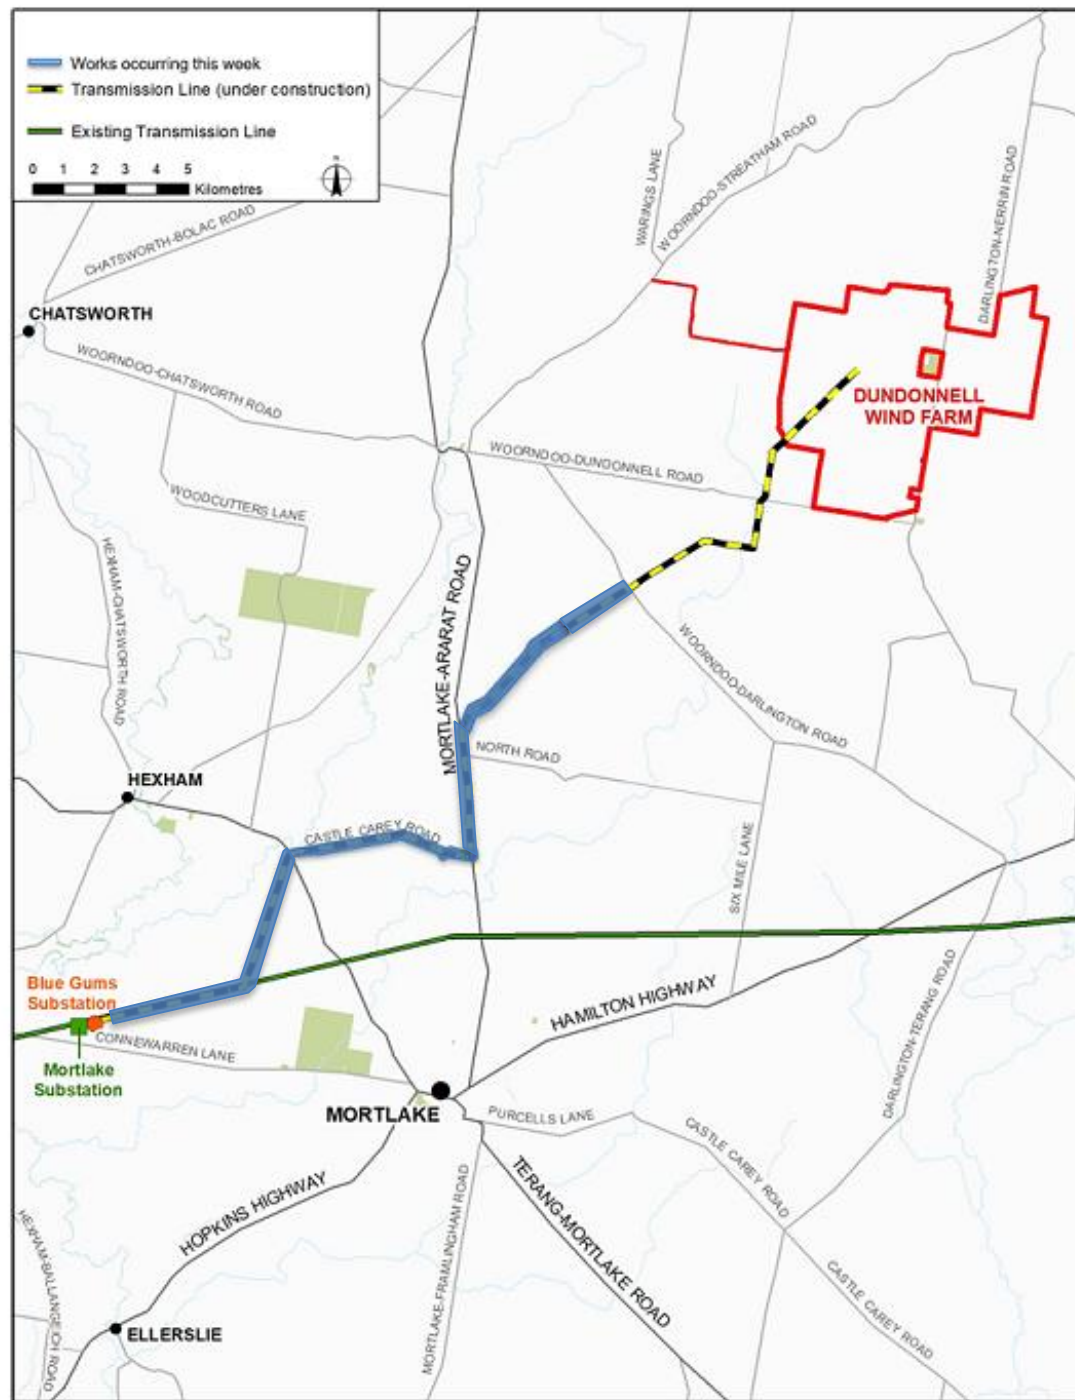 Works occurring this week
Transmission Line (under construction)
Existing Transmission Line
0 1 2 3 4 5
Kilometres
N
CHATSWORTH-BOLAC ROAD
WARINGS LANE
WOORNDOO-STREATHAM ROAD
DARLINGTON-NERRIN ROAD
CHATSWORTH
WOORNDOO-CHATSWORTH ROAD
DUNDONNELL
WIND FARM
WOORNDOO-DUNDONNELL ROAD
WOODCUTTERS LANE
HEXHAM-CHATSWORTH ROAD
MORTLAKE-ARARAT ROAD
WOORNDOO-DARLINGTON ROAD
NORTH ROAD
HEXHAM
CASTLE CAREY ROAD
SIX MILE LANE
Blue Gums
Substation
HAMILTON HIGHWAY
DARLINGTON-TERANG ROAD
CONNEWARREN LANE
Mortlake
Substation
MORTLAKE
PURCELLS LANE
CASTLE CAREY ROAD
HOPKINS HIGHWAY
TERANG-MORTLAKE ROAD
MORTLAKE-FRAMLINGHAM ROAD
HEXHAM-BALLANGEICH ROAD
CASTLE CAREY ROAD
ELLERSLIE